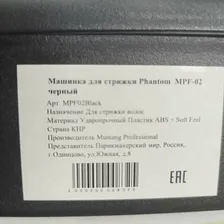 Машинка для стрижки Phantom MPF-02
черный
Арт MPF02Black
Назначение Для стрижки волос
Материал Ударопрочный Пластик ABS + Soft Feel
Страна КНР
Производитель Mustang Professional
Представитель Парикмахерский мир, Россия,
г.Одинцово, ул.Южная, д.8
EAC